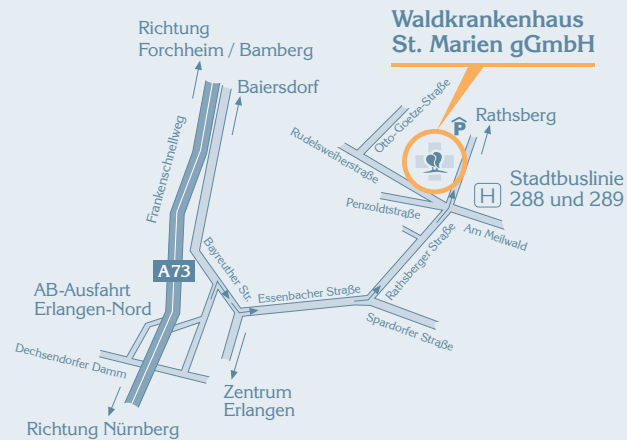 Waldkrankenhaus
St. Marien gGmbH
Richtung
Forchheim / Bamberg
Baiersdorf
Otto-Goetze-Straße
P
Rathsberg
Rudelsweiherstraße
Frankenschnellweg
H
Stadtbuslinie
288 und 289
Penzoldtstraße
Am Meilwald
Bayreuther Str.
Rathsberger Straße
A 73
AB-Ausfahrt
Erlangen-Nord
Essenbacher Straße
Spardorfer Straße
Dechsendorfer Damm
Zentrum
Erlangen
Richtung Nürnberg